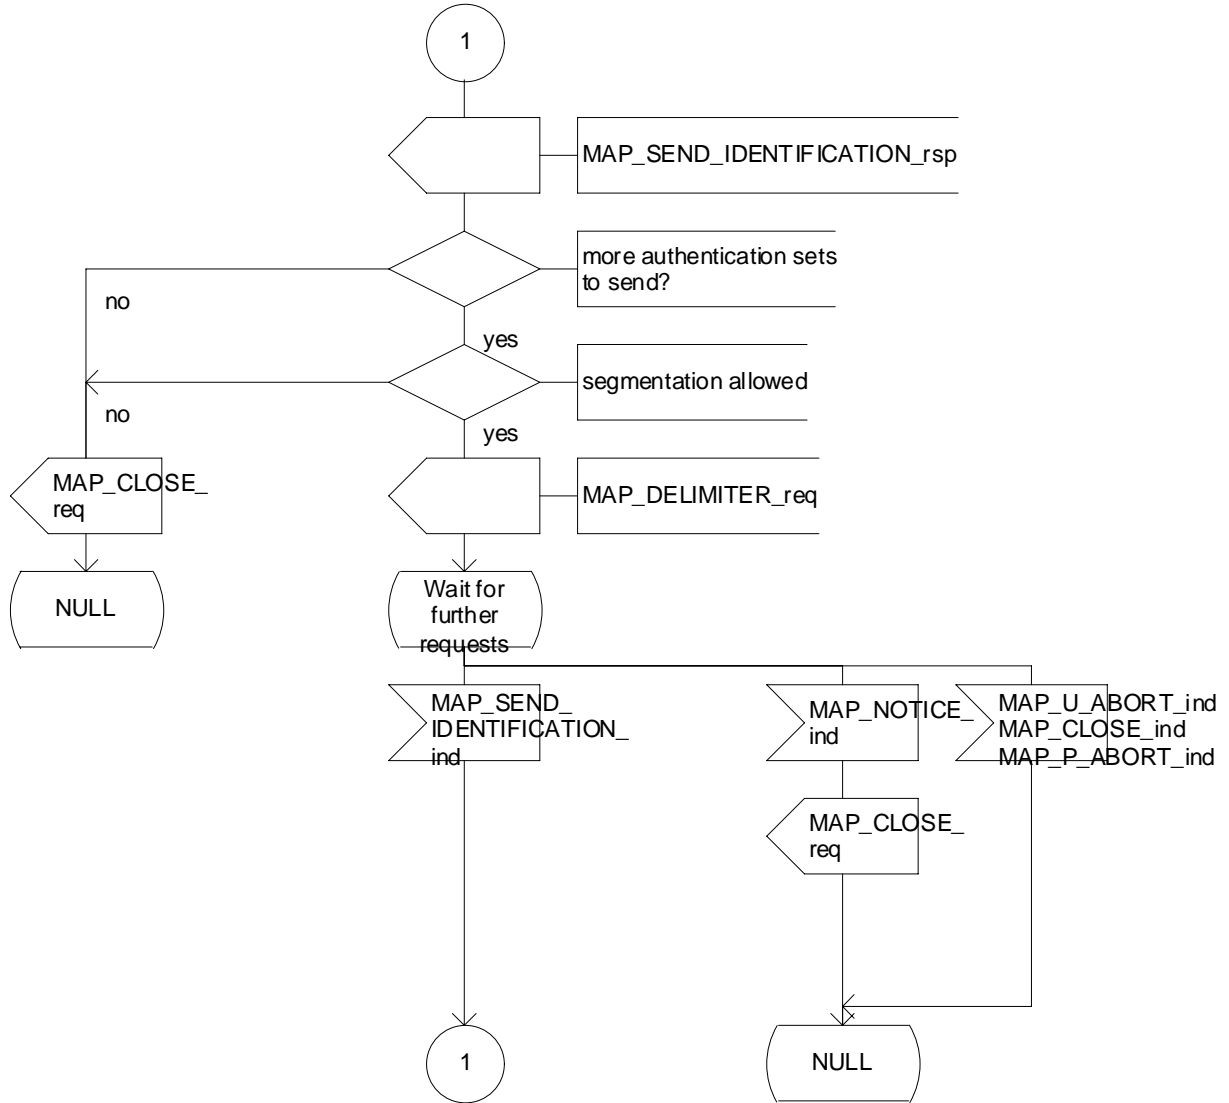 1
MAP_SEND_IDENTIFICATION_rsp
more authentication sets
to send?
no
yes
segmentation allowed
no
yes
MAP_CLOSE_
req
MAP_DELIMITER_req
NULL
Wait for
further
requests
MAP_SEND_
IDENTIFICATION_
ind
MAP_NOTICE_
ind
MAP_U_ABORT_ind
MAP_CLOSE_ind
MAP_P_ABORT_ind
MAP_CLOSE_
req
1
NULL